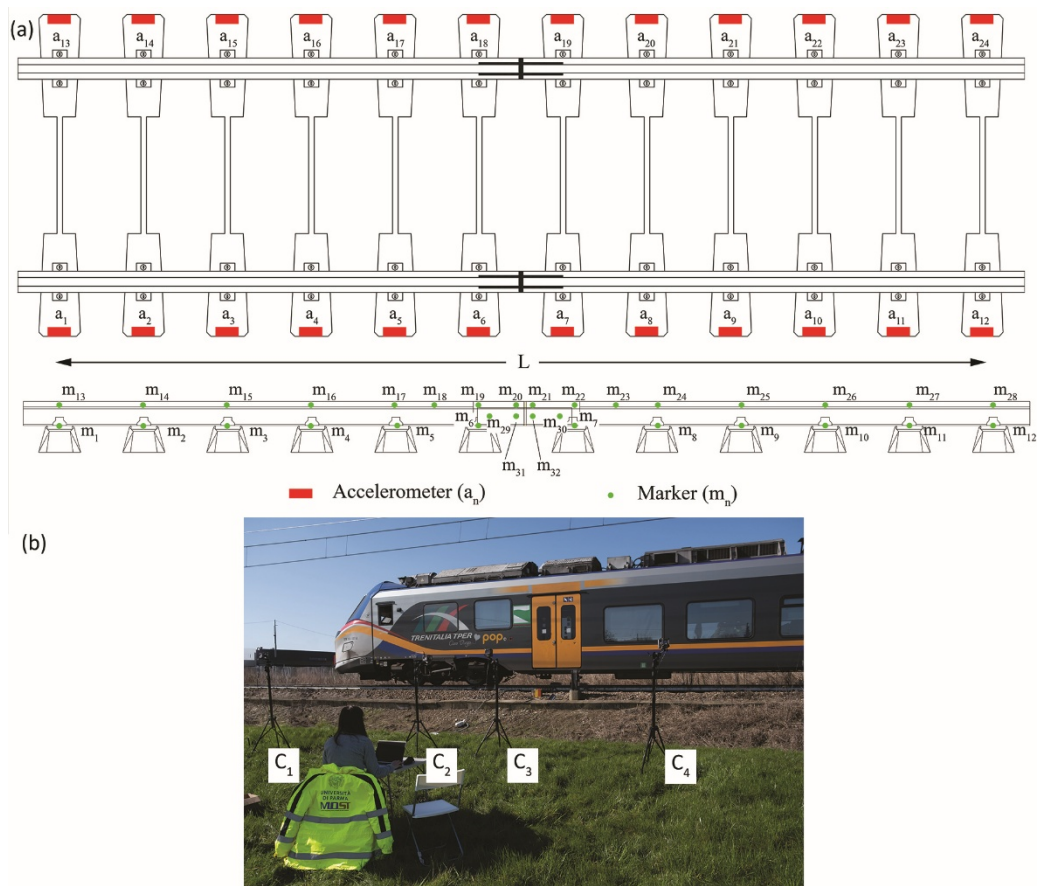 (a)
a13 a14 a15 a16 a17 a18 a19 a20 a21 a22 a23 a24
a1 a2 a3 a4 a5 a6 a7 a8 a9 a10 a11 a12
L
m13 m14 m15 m16 m17 m18 m19 m20 m21 m22 m23 m24 m25 m26 m27 m28
m1 m2 m3 m4 m5 m6 m29 m30 m7 m8 m9 m10 m11 m12
m31 m32
Accelerometer (an) Marker (mn)
(b)
TRENITALIA TPER pop
C1 C2 C3 C4
UNIVERSITÀ
DI PARMA
MOST